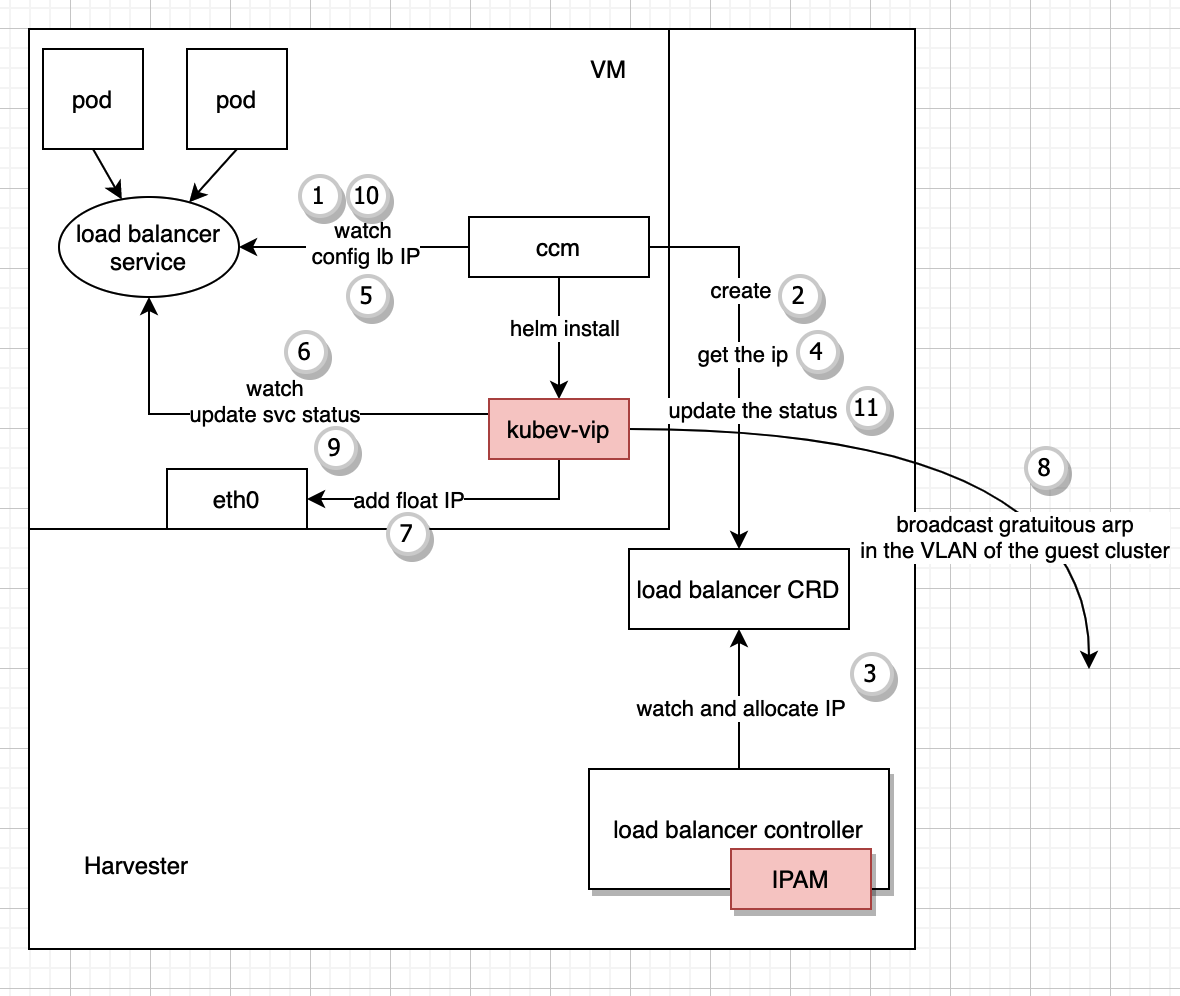 VM
pod
pod
1
10
load balancer
service
watch
config lb IP
ccm
5
create
2
helm install
6
get the ip
4
watch
update svc status
update the status
11
kubev-vip
9
8
eth0
add float IP
7
broadcast gratuitous arp
in the VLAN of the guest cluster
load balancer CRD
3
watch and allocate IP
load balancer controller
Harvester
IPAM